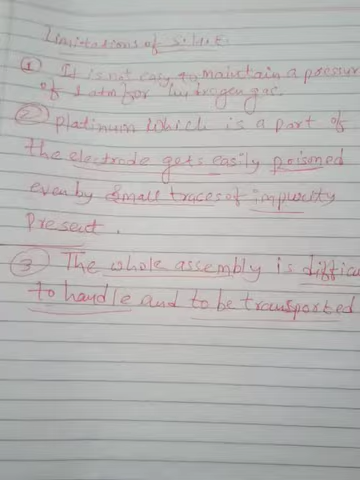 Limitations of S.H.E.
① It is not easy to maintain a pressur
of 1 atm for hydrogen gas.
② Platinum which is a part of
the electrode gets easily poisoned
even by small traces of impurity
Present.
③ The whole assembly is difficu
to handle and to be transported